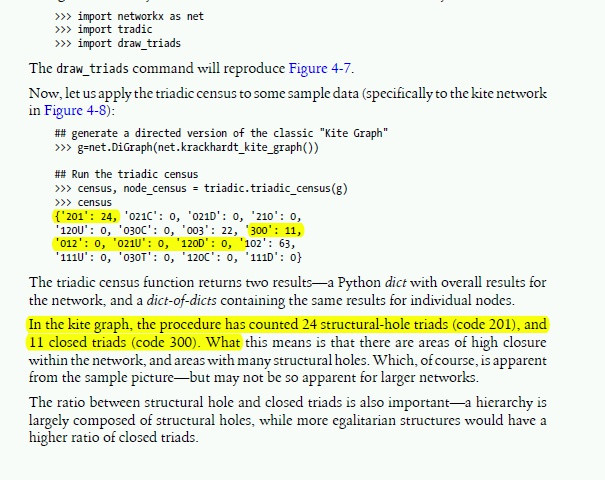 >>> import networkx as net
>>> import tradic
>>> import draw_triads
The draw_triads command will reproduce Figure 4-7.
Now, let us apply the triadic census to some sample data (specifically to the kite network
in Figure 4-8):
## generate a directed version of the classic "Kite Graph"
>>> g=net.DiGraph(net.krackhardt_kite_graph())
## Run the triadic census
>>> census, node_census = triadic.triadic_census(g)
>>> census
{'201': 24, '021C': 0, '021D': 0, '210': 0,
'120U': 0, '030C': 0, '003': 22, '300': 11,
'012': 0, '021U': 0, '120D': 0, '102': 63,
'111U': 0, '030T': 0, '120C': 0, '111D': 0}
The triadic census function returns two results—a Python dict with overall results for
the network, and a dict-of-dicts containing the same results for individual nodes.
In the kite graph, the procedure has counted 24 structural-hole triads (code 201), and
11 closed triads (code 300). What this means is that there are areas of high closure
within the network, and areas with many structural holes. Which, of course, is apparent
from the sample picture—but may not be so apparent for larger networks.
The ratio between structural hole and closed triads is also important—a hierarchy is
largely composed of structural holes, while more egalitarian structures would have a
higher ratio of closed triads.